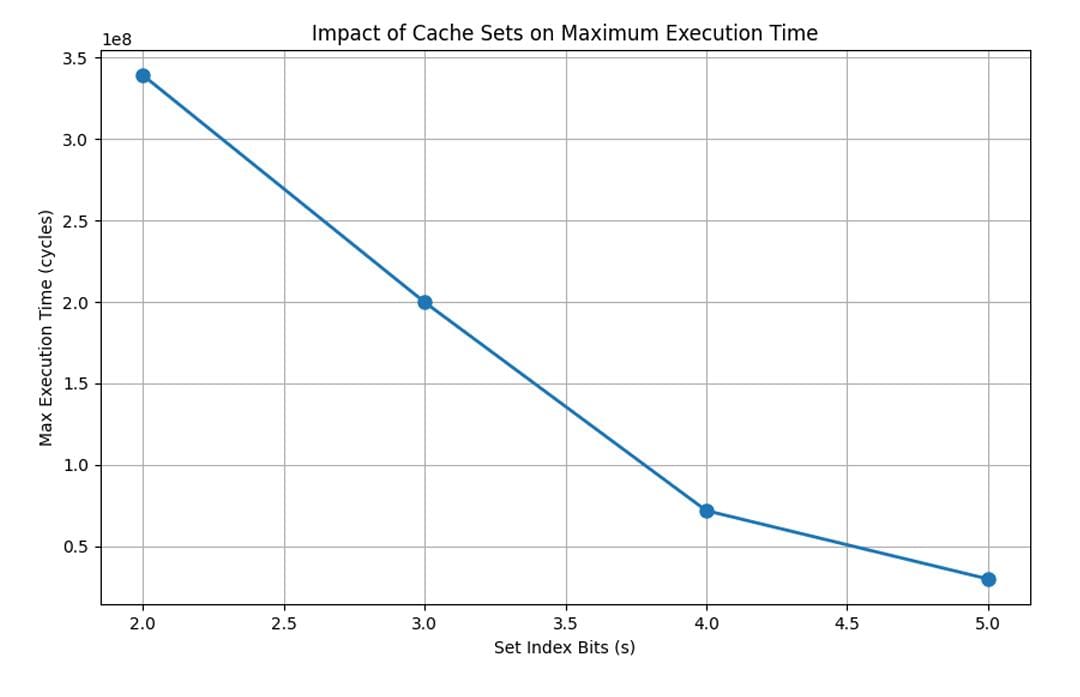 Impact of Cache Sets on Maximum Execution Time
1e8
3.5
3.0
2.5
2.0
1.5
1.0
0.5
Max Execution Time (cycles)
2.0 2.5 3.0 3.5 4.0 4.5 5.0
Set Index Bits (s)